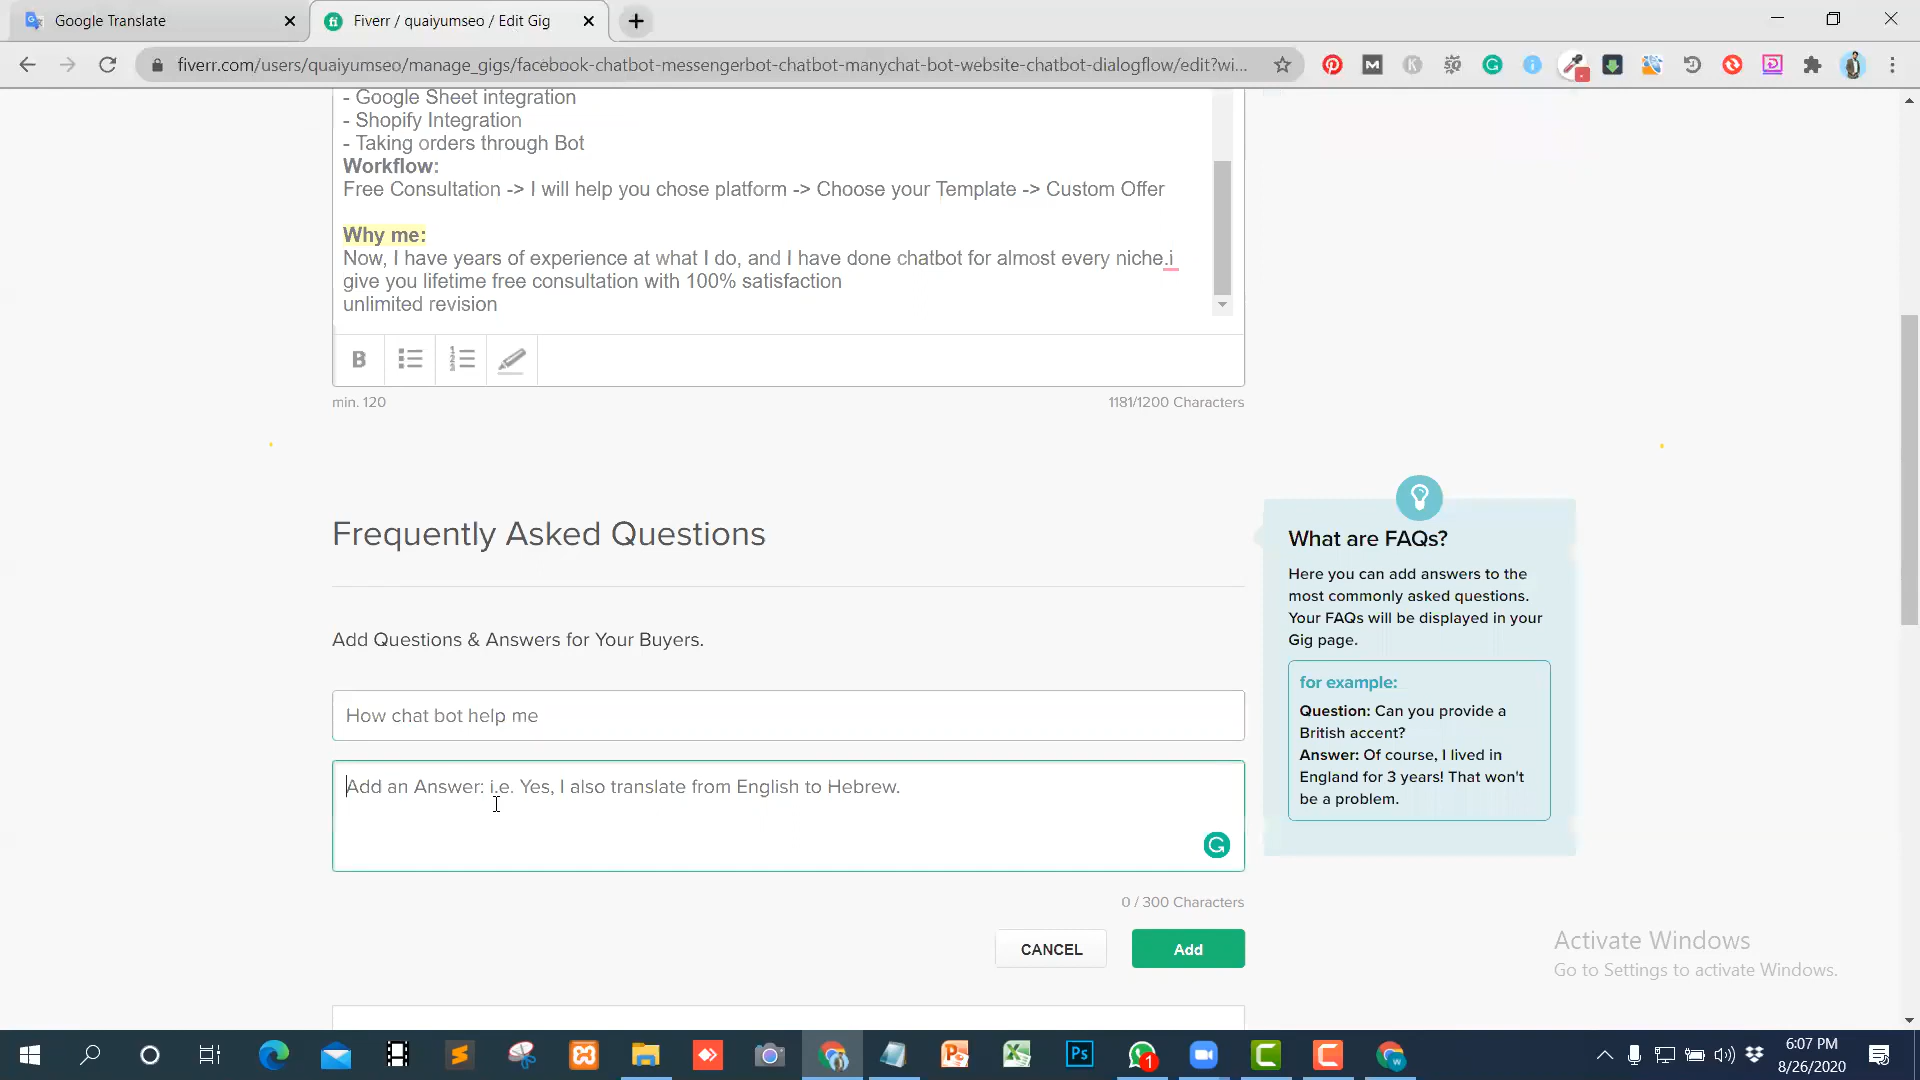 Google Translate
Fiverr / quaiyumseo / Edit Gig
fiverr.com/users/quaiyumseo/manage_gigs/facebook-chatbot-messengerbot-chatbot-manychat-bot-website-chatbot-dialogflow/edit?wi...
- Google Sheet integration
- Shopify Integration
- Taking orders through Bot
Workflow:
Free Consultation -> I will help you chose platform -> Choose your Template -> Custom Offer
Why me:
Now, I have years of experience at what I do, and I have done chatbot for almost every niche.i
give you lifetime free consultation with 100% satisfaction
unlimited revision
B
min. 120
1181/1200 Characters
Frequently Asked Questions
Add Questions & Answers for Your Buyers.
How chat bot help me
Add an Answer: i.e. Yes, I also translate from English to Hebrew.
0 / 300 Characters
CANCEL
Add
What are FAQs?
Here you can add answers to the
most commonly asked questions.
Your FAQs will be displayed in your
Gig page.
for example:
Question: Can you provide a
British accent?
Answer: Of course, I lived in
England for 3 years! That won't
be a problem.
Activate Windows
Go to Settings to activate Windows.
6:07 PM
8/26/2020